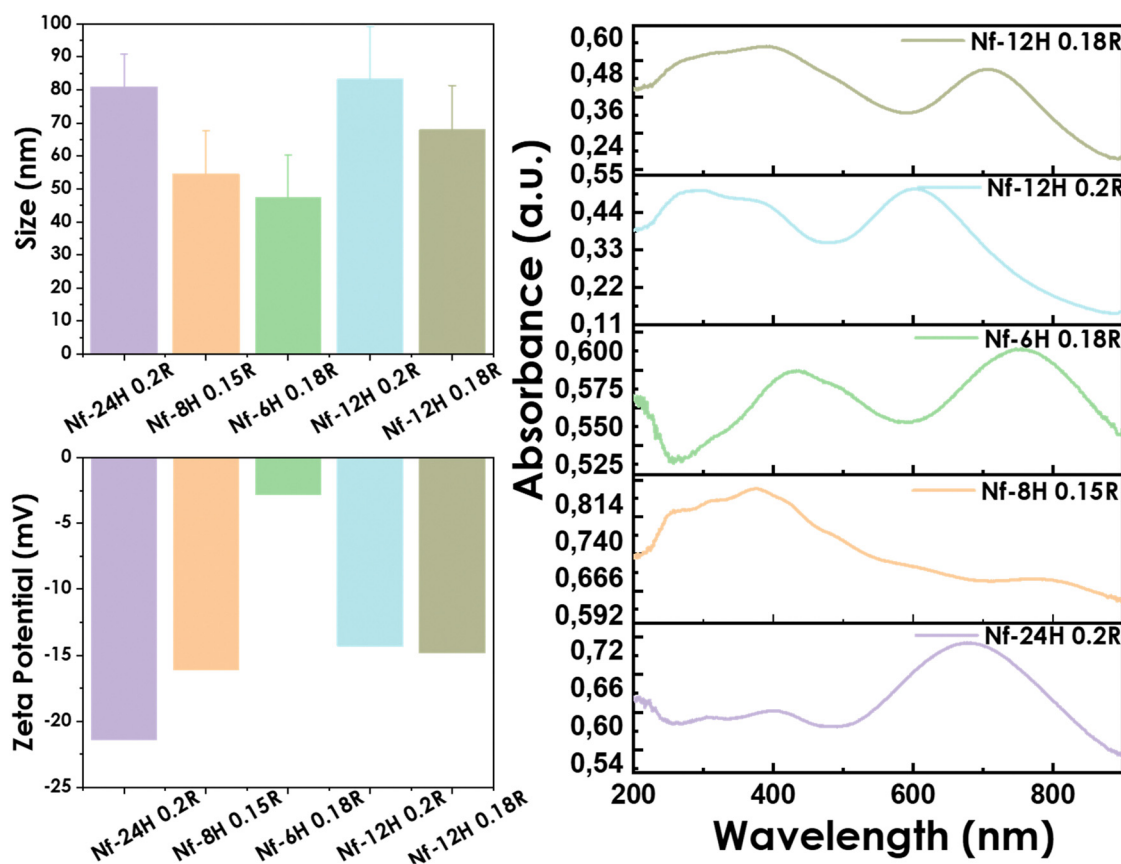 Size (nm)
100
90
80
70
60
50
40
30
20
10
0
Nf-24H 0.2R
Nf-8H 0.15R
Nf-6H 0.18R
Nf-12H 0.2R
Nf-12H 0.18R
Zeta Potential (mV)
0
-5
-10
-15
-20
-25
Nf-24H 0.2R
Nf-8H 0.15R
Nf-6H 0.18R
Nf-12H 0.2R
Nf-12H 0.18R
Absorbance (a.u.)
Nf-12H 0.18R
0,60
0,48
0,36
0,24
0,55
Nf-12H 0.2R
0,55
0,44
0,33
0,22
0,11
Nf-6H 0.18R
0,600
0,575
0,550
0,525
Nf-8H 0.15R
0,814
0,740
0,666
0,592
Nf-24H 0.2R
0,72
0,66
0,60
0,54
200
400
600
800
Wavelength (nm)